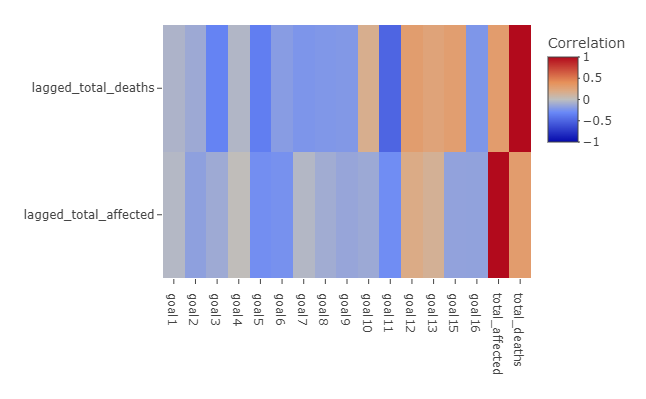 Correlation
1
0.5
0
−0.5
−1
lagged_total_deaths
lagged_total_affected
goal1
goal2
goal3
goal4
goal5
goal6
goal7
goal8
goal9
goal10
goal11
goal12
goal13
goal15
goal16
total_affected
total_deaths